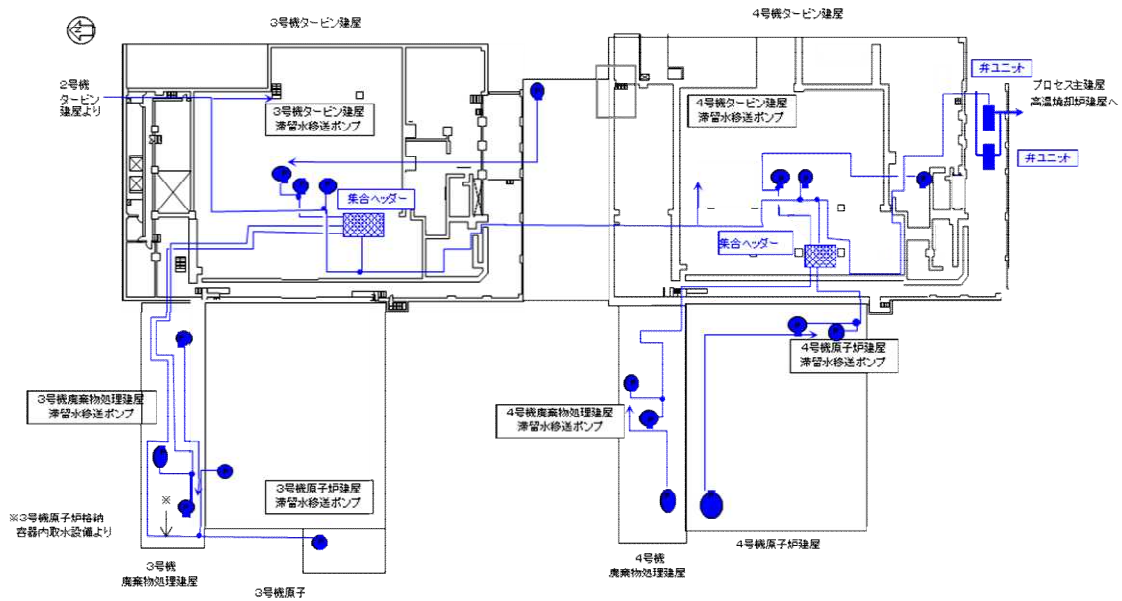 3号機タービン建屋
4号機タービン建屋
2号機
タービン
建屋より
3号機タービン建屋
滞留水移送ポンプ
4号機タービン建屋
滞留水移送ポンプ
弁ユニット
プロセス主建屋
高温焼却炉建屋へ
弁ユニット
集合ヘッダー
集合ヘッダー
4号機原子炉建屋
滞留水移送ポンプ
3号機廃棄物処理建屋
滞留水移送ポンプ
4号機廃棄物処理建屋
滞留水移送ポンプ
3号機原子炉建屋
滞留水移送ポンプ
※
※3号機原子炉格納
容器内取水設備より
3号機
廃棄物処理建屋
3号機原子
4号機
廃棄物処理建屋
4号機原子炉建屋